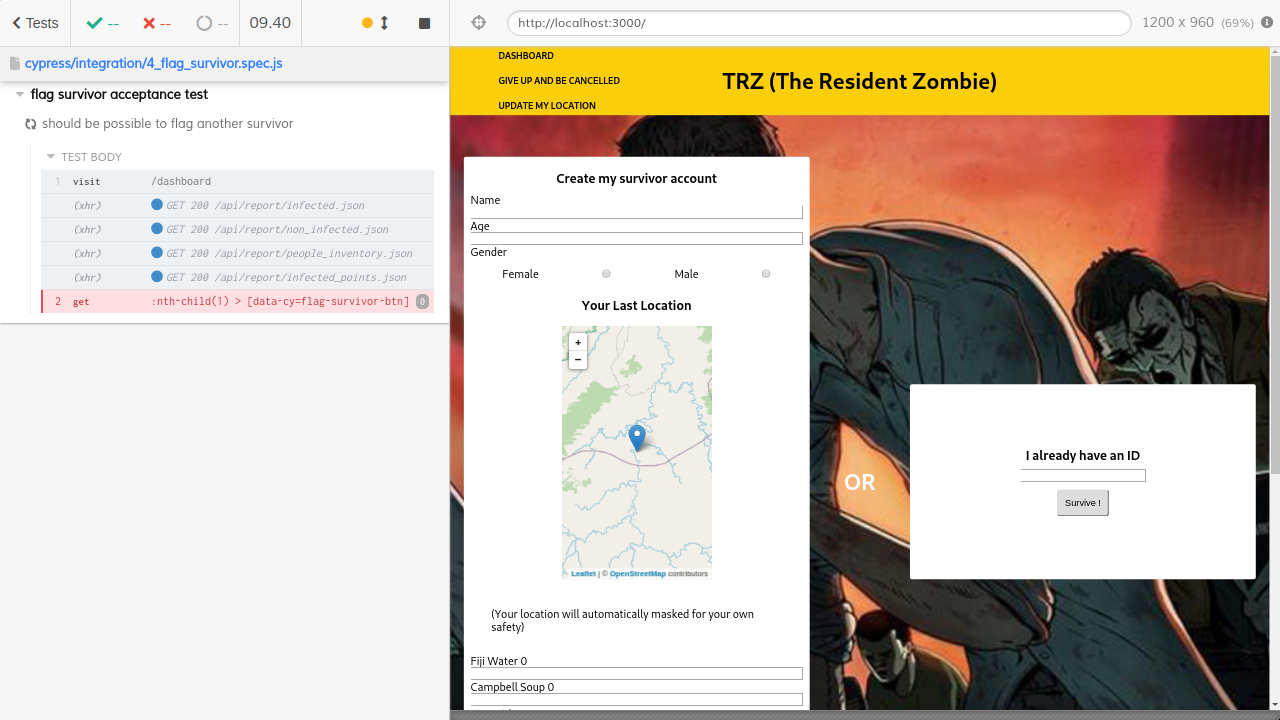 Tests
--
--
--
09.40
http://localhost:3000/
1200 x 960 (69%)
cypress/integration/4_flag_survivor.spec.js
flag survivor acceptance test
should be possible to flag another survivor
TEST BODY
1 visit /dashboard
(xhr) GET 200 /api/report/infected.json
(xhr) GET 200 /api/report/non_infected.json
(xhr) GET 200 /api/report/people_inventory.json
(xhr) GET 200 /api/report/infected_points.json
2 get :nth-child(1) > [data-cy=flag-survivor-btn] 0
DASHBOARD
GIVE UP AND BE CANCELLED
UPDATE MY LOCATION
TRZ (The Resident Zombie)
Create my survivor account
Name
Age
Gender
Female Male
Your Last Location
+
−
Leaflet | © OpenStreetMap contributors
(Your location will automatically masked for your own
safety)
Fiji Water 0
Campbell Soup 0
OR
I already have an ID
Survive !